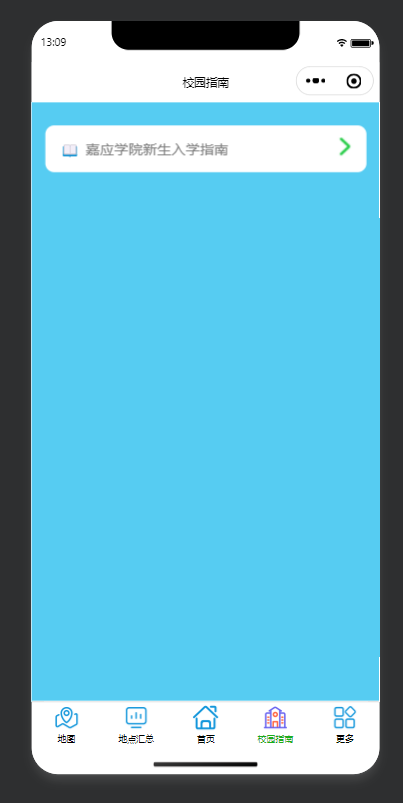 13:09
校园指南
嘉应学院新生入学指南
地图
地点汇总
首页
校园指南
更多